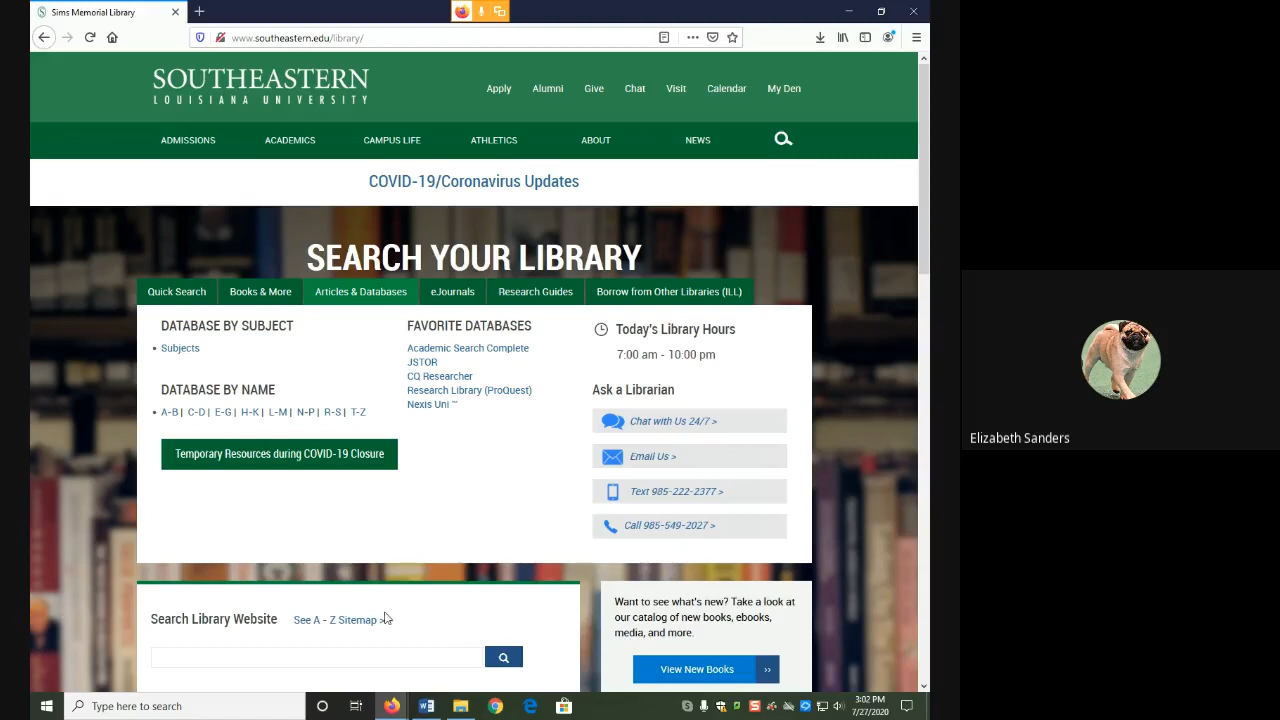 Sims Memorial Library
www.southeastern.edu/library/
SOUTHEASTERN
LOUISIANA UNIVERSITY
Apply Alumni Give Chat Visit Calendar My Den
ADMISSIONS ACADEMICS CAMPUS LIFE ATHLETICS ABOUT NEWS
COVID-19/Coronavirus Updates
SEARCH YOUR LIBRARY
Quick Search Books & More Articles & Databases eJournals Research Guides Borrow from Other Libraries (ILL)
DATABASE BY SUBJECT
Subjects
DATABASE BY NAME
A-B | C-D | E-G | H-K | L-M | N-P | R-S | T-Z
Temporary Resources during COVID-19 Closure
FAVORITE DATABASES
Academic Search Complete
JSTOR
CQ Researcher
Research Library (ProQuest)
Nexis Uni ™
Today's Library Hours
7:00 am - 10:00 pm
Ask a Librarian
Chat with Us 24/7 >
Email Us >
Text 985-222-2377 >
Call 985-549-2027 >
Search Library Website See A - Z Sitemap >
Want to see what's new? Take a look at
our catalog of new books, ebooks,
media, and more.
View New Books ››
Elizabeth Sanders
Type here to search
3:02 PM
7/27/2020